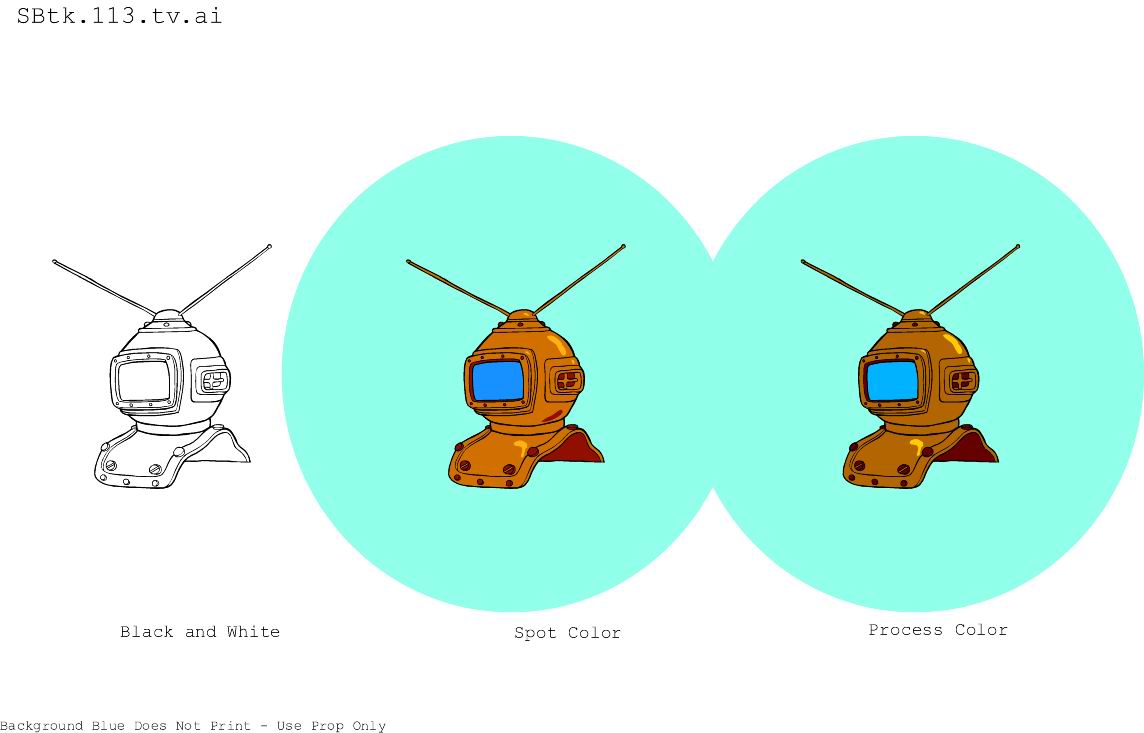 SBtk.113.tv.ai
Black and White
Spot Color
Process Color
Background Blue Does Not Print - Use Prop Only